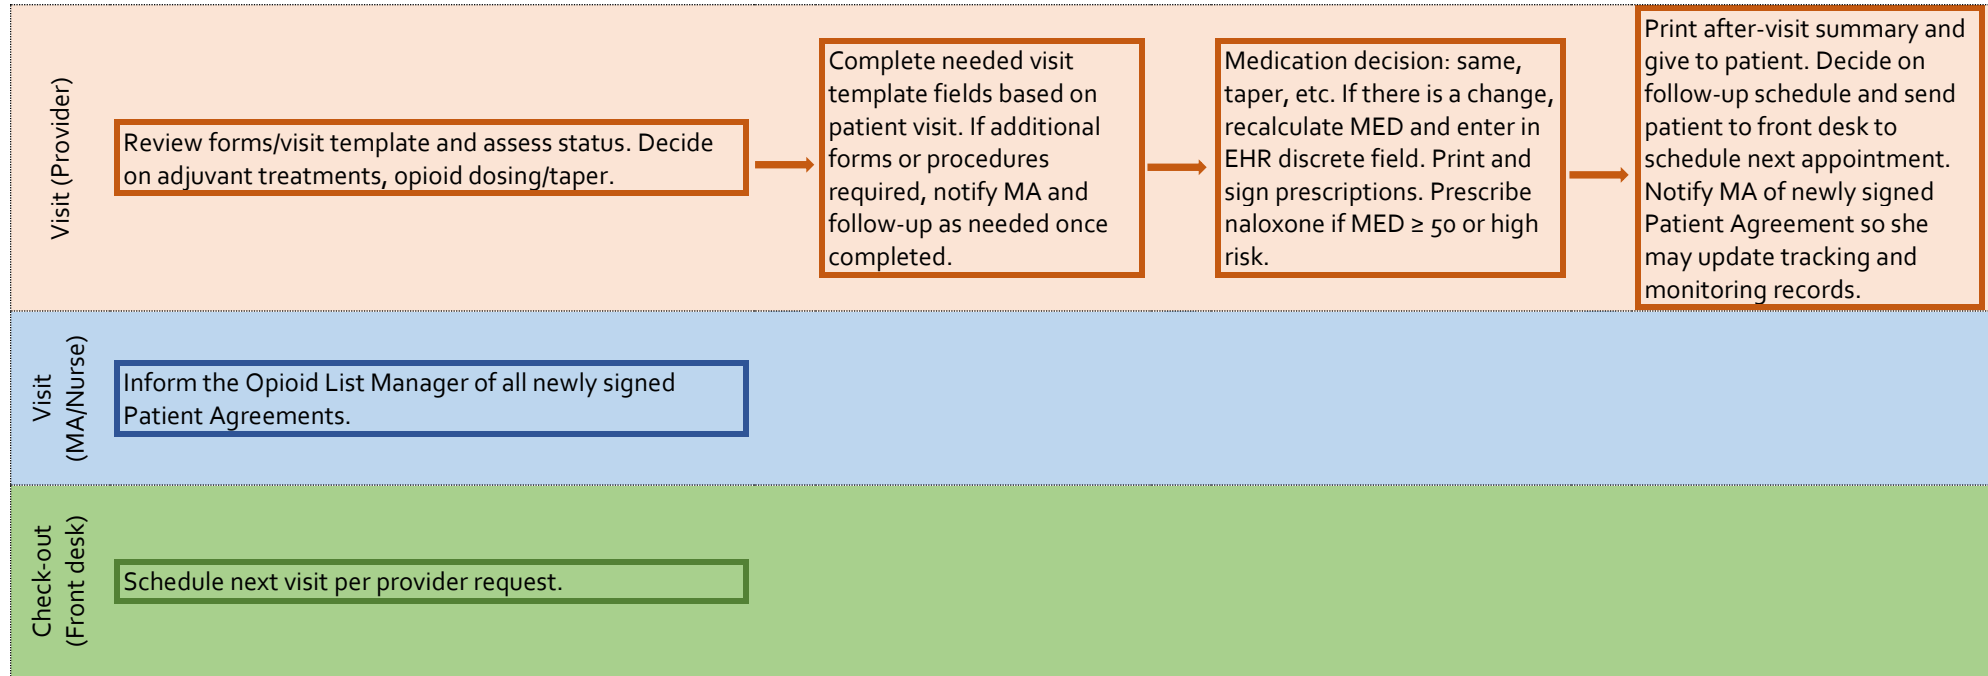 Visit (Provider)
Review forms/visit template and assess status. Decide
on adjuvant treatments, opioid dosing/taper.
Complete needed visit
template fields based on
patient visit. If additional
forms or procedures
required, notify MA and
follow-up as needed once
completed.
Medication decision: same,
taper, etc. If there is a change,
recalculate MED and enter in
EHR discrete field. Print and
sign prescriptions. Prescribe
naloxone if MED ≥ 50 or high
risk.
Print after-visit summary and
give to patient. Decide on
follow-up schedule and send
patient to front desk to
schedule next appointment.
Notify MA of newly signed
Patient Agreement so she
may update tracking and
monitoring records.
Visit
(MA/Nurse)
Inform the Opioid List Manager of all newly signed
Patient Agreements.
Check-out
(Front desk)
Schedule next visit per provider request.